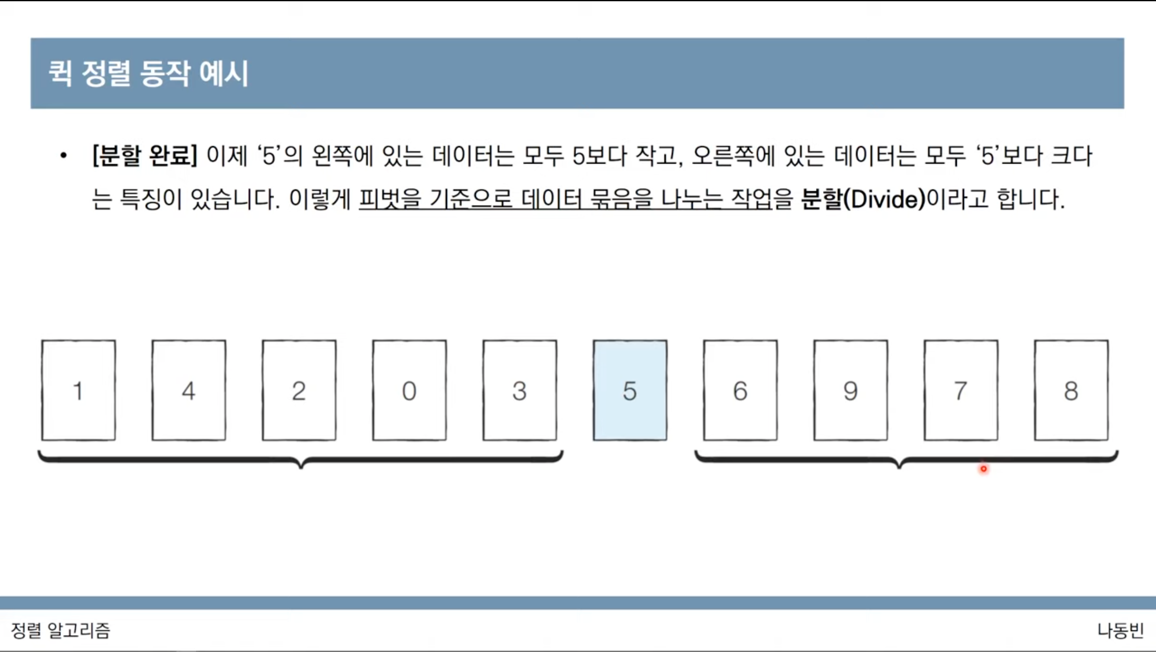 퀵 정렬 동작 예시
• [분할 완료] 이제 ‘5’의 왼쪽에 있는 데이터는 모두 5보다 작고, 오른쪽에 있는 데이터는 모두 ‘5’보다 크다
는 특징이 있습니다. 이렇게 피벗을 기준으로 데이터 묶음을 나누는 작업을 분할(Divide)이라고 합니다.
1 4 2 0 3 5 6 9 7 8
정렬 알고리즘 나동빈